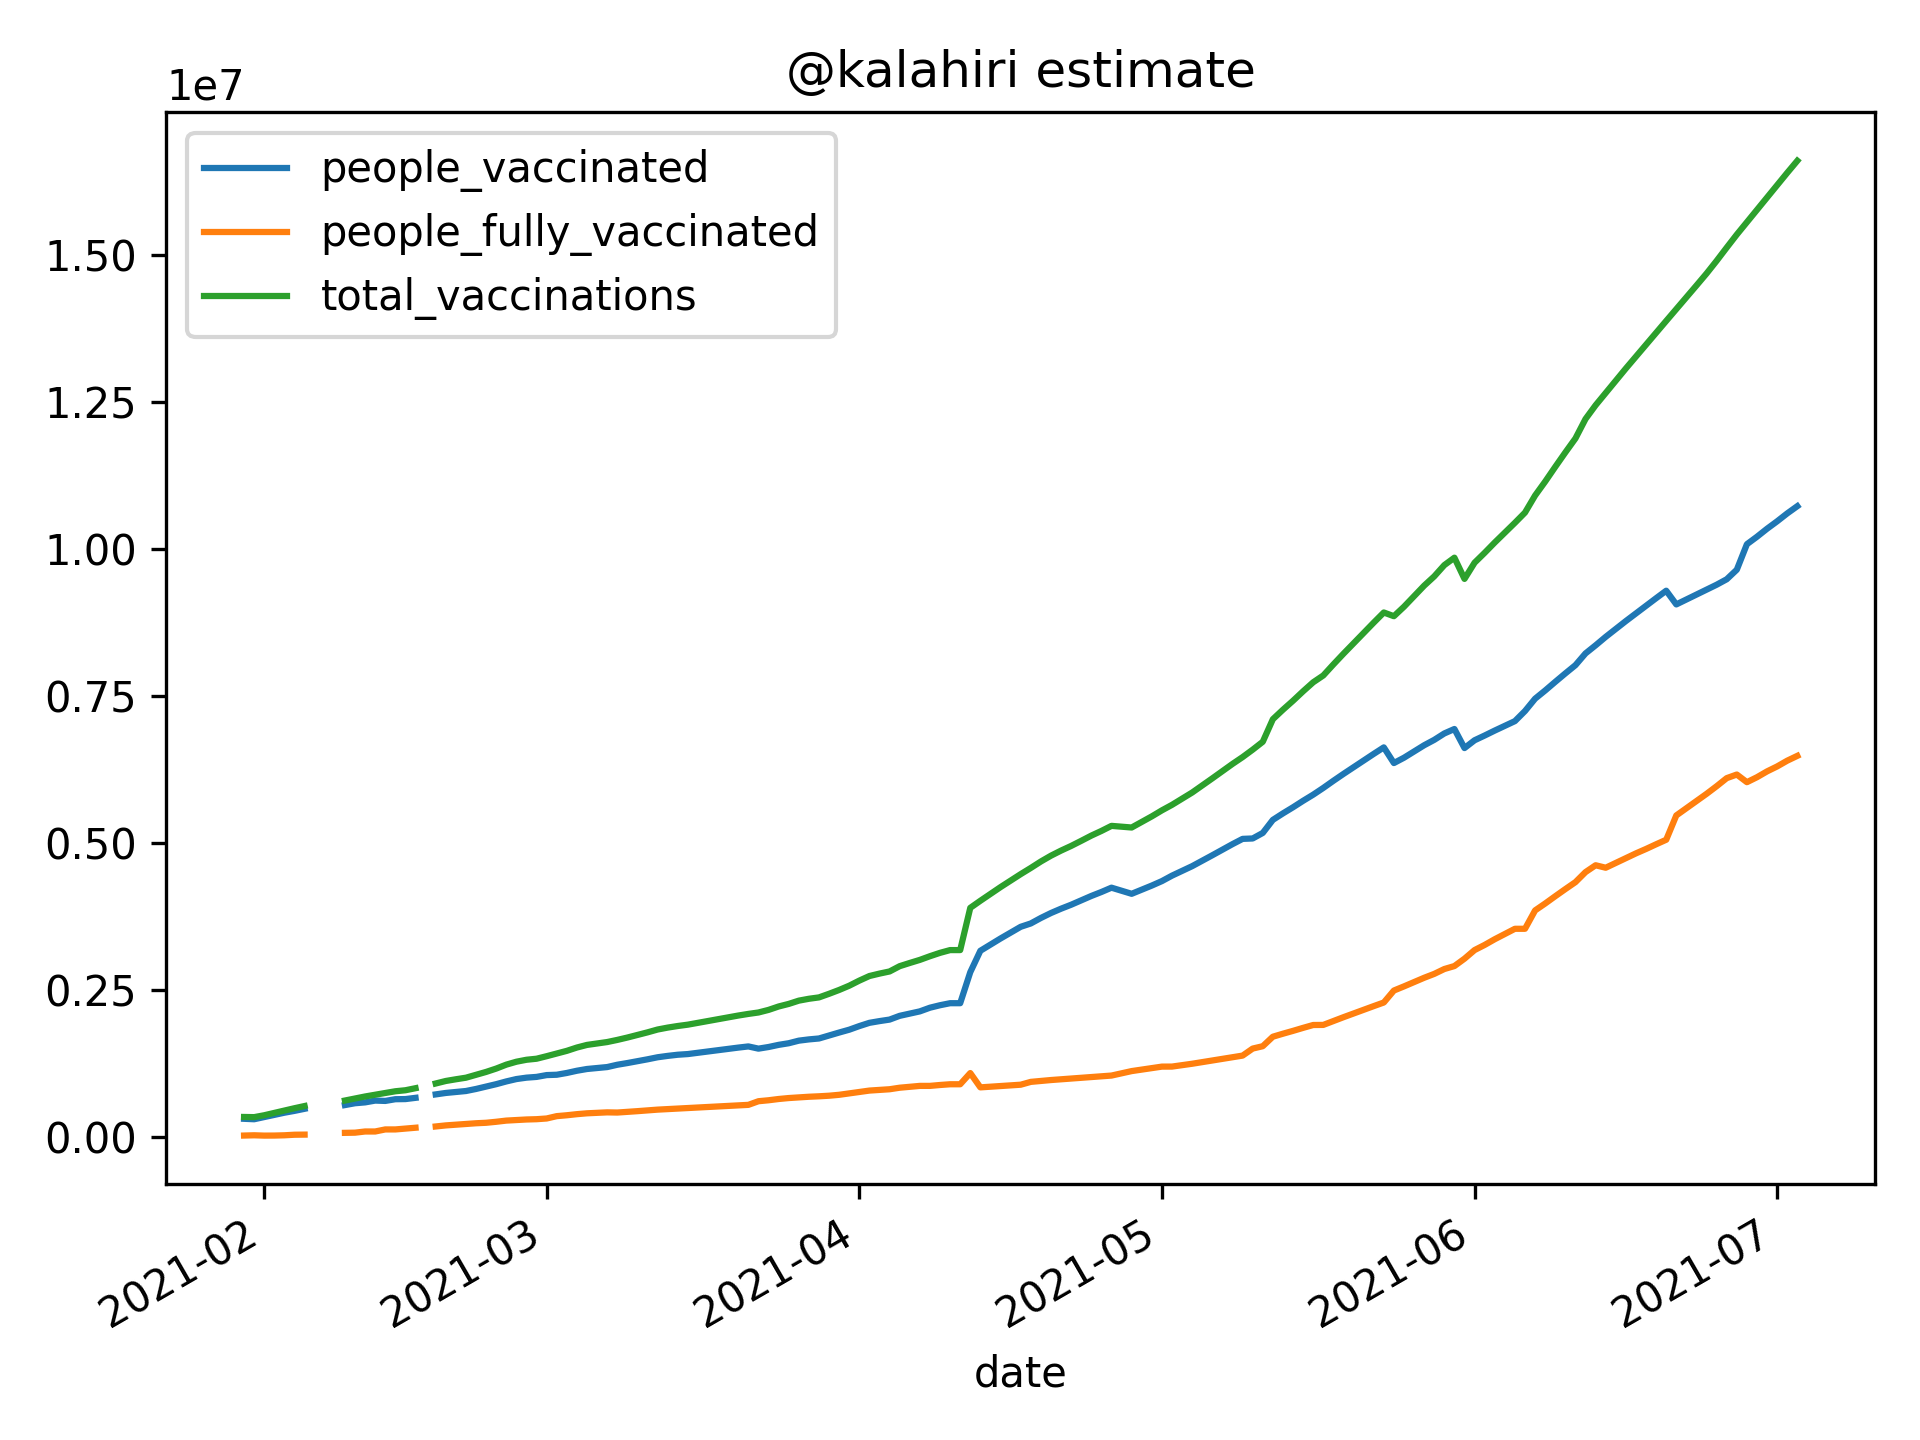 @kalahiri estimate
1e7
people_vaccinated
people_fully_vaccinated
total_vaccinations
1.50
1.25
1.00
0.75
0.50
0.25
0.00
2021-02
2021-03
2021-04
2021-05
2021-06
2021-07
date